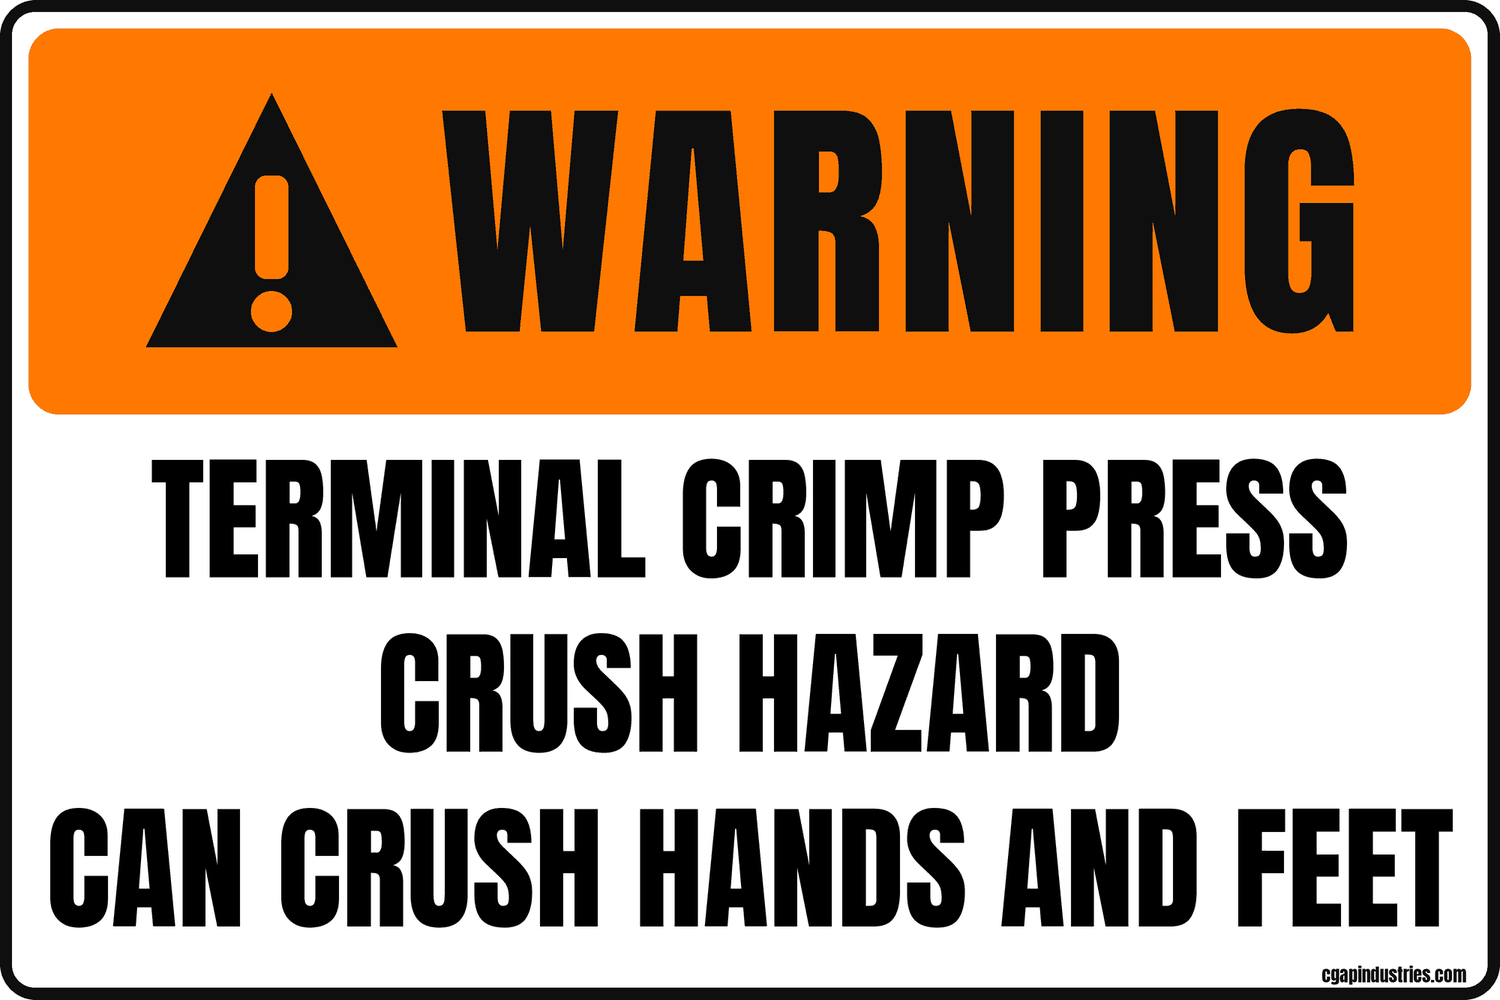 WARNING
TERMINAL CRIMP PRESS
CRUSH HAZARD
CAN CRUSH HANDS AND FEET
cgapindustries.com